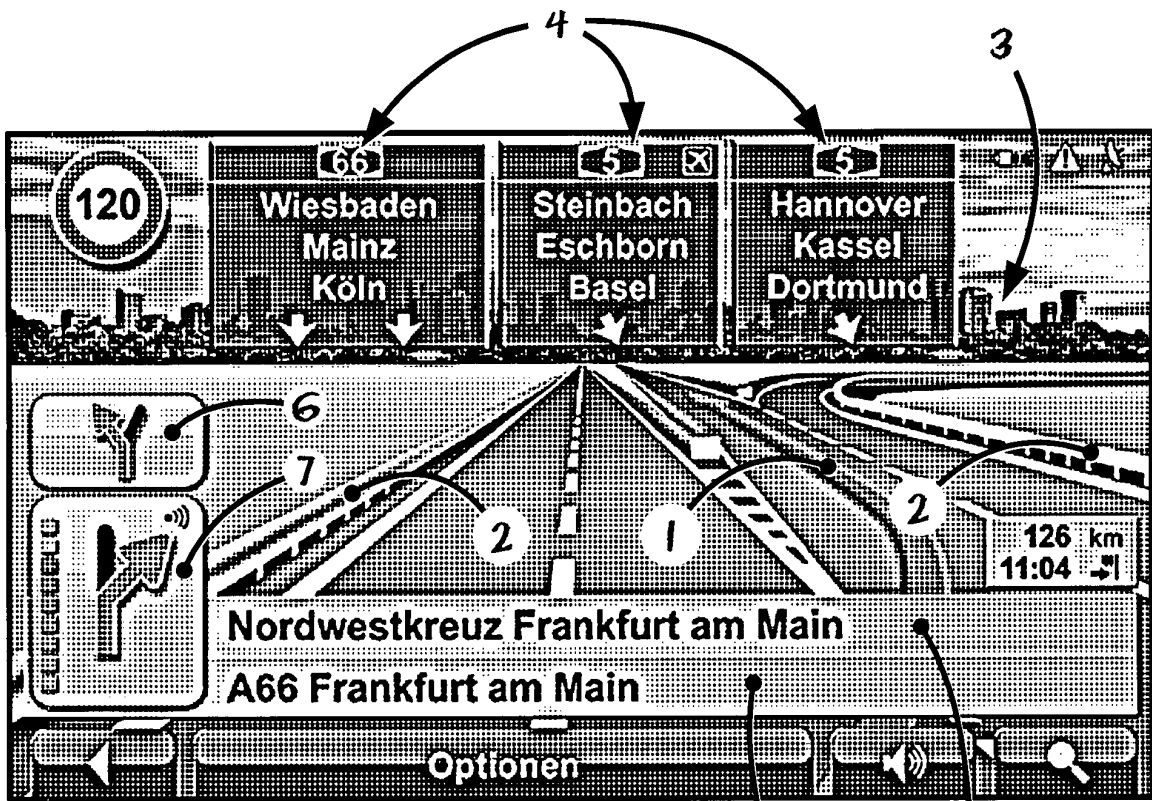 4
3
120
66
5
5
Wiesbaden
Mainz
Köln
Steinbach
Eschborn
Basel
Hannover
Kassel
Dortmund
6
7
2
1
2
126 km
11:04
Nordwestkreuz Frankfurt am Main
A66 Frankfurt am Main
Optionen